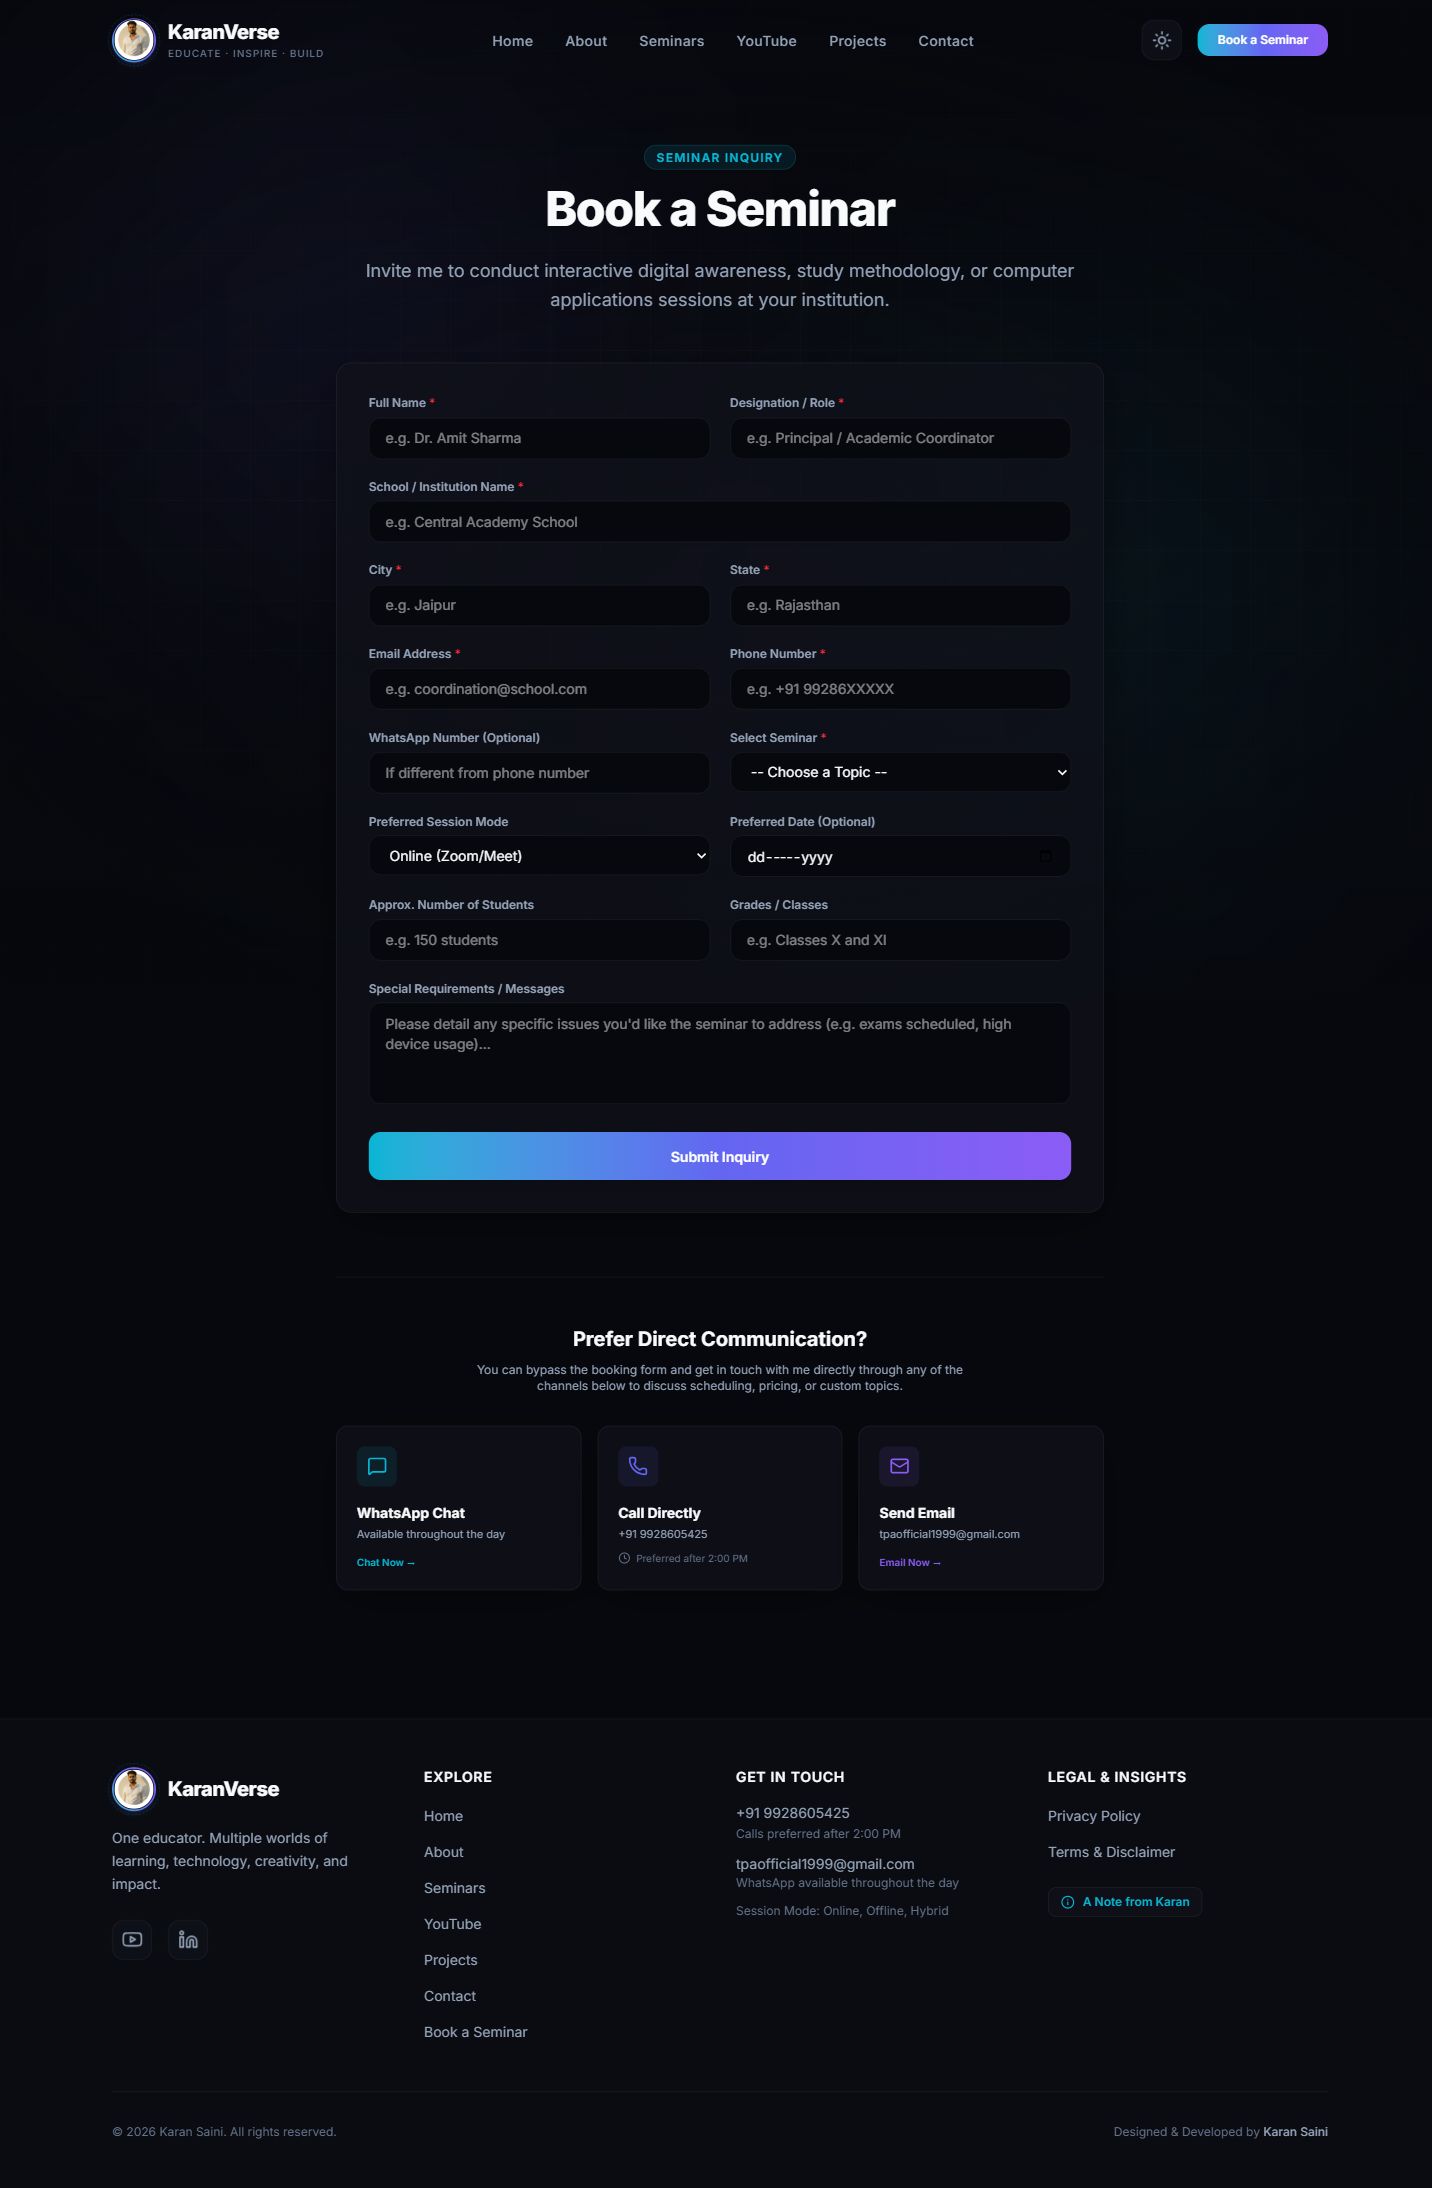 KaranVerse
EDUCATE · INSPIRE · BUILD
Home
About
Seminars
YouTube
Projects
Contact
Book a Seminar
SEMINAR INQUIRY
Book a Seminar
Invite me to conduct interactive digital awareness, study methodology, or computer
applications sessions at your institution.
Full Name *
Designation / Role *
e.g. Dr. Amit Sharma
e.g. Principal / Academic Coordinator
School / Institution Name *
e.g. Central Academy School
City *
State *
e.g. Jaipur
e.g. Rajasthan
Email Address *
Phone Number *
e.g. coordination@school.com
e.g. +91 99286XXXXX
WhatsApp Number (Optional)
Select Seminar *
If different from phone number
-- Choose a Topic --
Preferred Session Mode
Preferred Date (Optional)
Online (Zoom/Meet)
dd-----yyyy
Approx. Number of Students
Grades / Classes
e.g. 150 students
e.g. Classes X and XI
Special Requirements / Messages
Please detail any specific issues you'd like the seminar to address (e.g. exams scheduled, high
device usage)...
Submit Inquiry
Prefer Direct Communication?
You can bypass the booking form and get in touch with me directly through any of the
channels below to discuss scheduling, pricing, or custom topics.
WhatsApp Chat
Available throughout the day
Chat Now →
Call Directly
+91 9928605425
Preferred after 2:00 PM
Send Email
tpaofficial1999@gmail.com
Email Now →
KaranVerse
One educator. Multiple worlds of
learning, technology, creativity, and
impact.
EXPLORE
Home
About
Seminars
YouTube
Projects
Contact
Book a Seminar
GET IN TOUCH
+91 9928605425
Calls preferred after 2:00 PM
tpaofficial1999@gmail.com
WhatsApp available throughout the day
Session Mode: Online, Offline, Hybrid
LEGAL & INSIGHTS
Privacy Policy
Terms & Disclaimer
A Note from Karan
© 2026 Karan Saini. All rights reserved.
Designed & Developed by Karan Saini